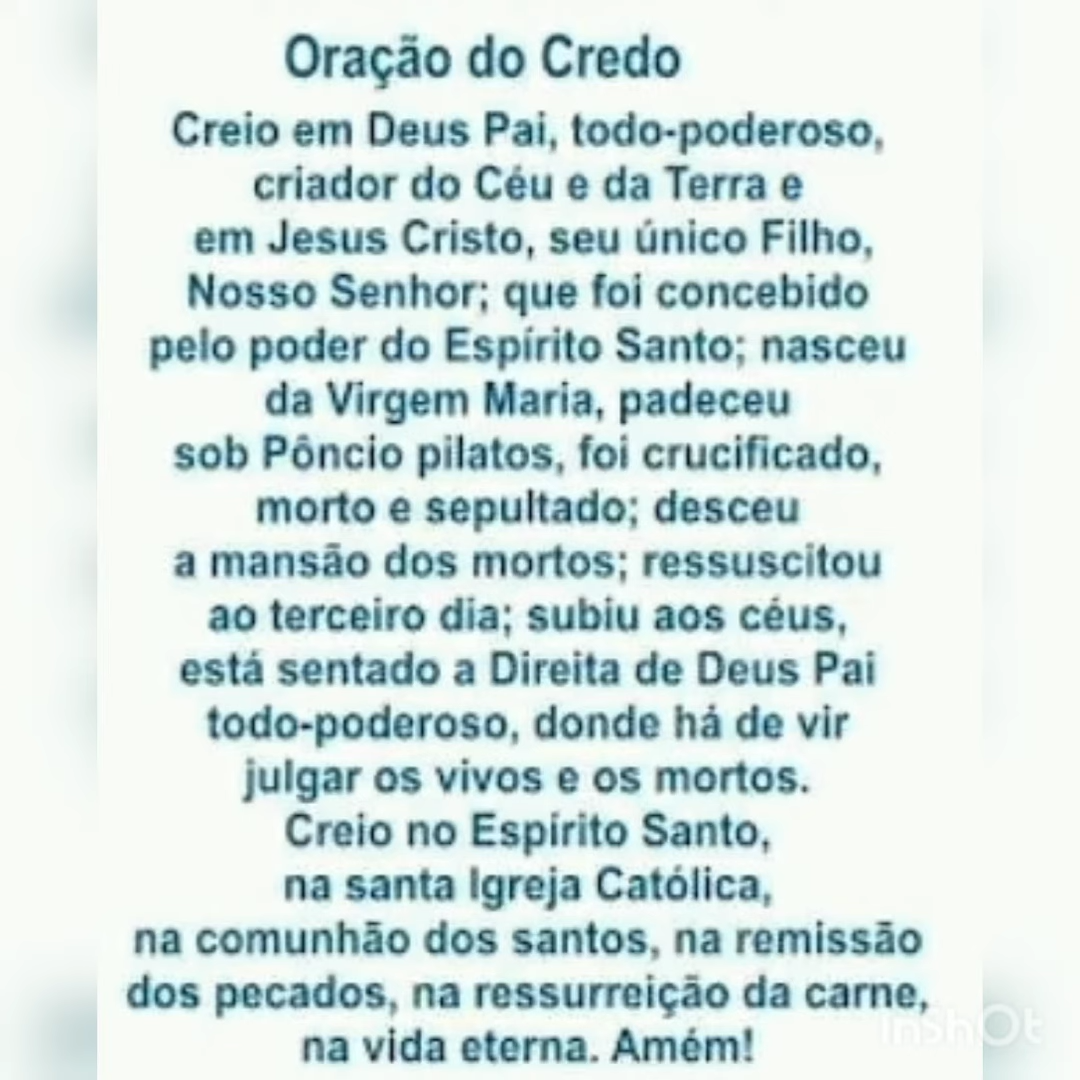 Oração do Credo
Creio em Deus Pai, todo-poderoso,
criador do Céu e da Terra e
em Jesus Cristo, seu único Filho,
Nosso Senhor; que foi concebido
pelo poder do Espírito Santo; nasceu
da Virgem Maria, padeceu
sob Pôncio pilatos, foi crucificado,
morto e sepultado; desceu
a mansão dos mortos; ressuscitou
ao terceiro dia; subiu aos céus,
está sentado a Direita de Deus Pai
todo-poderoso, donde há de vir
julgar os vivos e os mortos.
Creio no Espírito Santo,
na santa Igreja Católica,
na comunhão dos santos, na remissão
dos pecados, na ressurreição da carne,
na vida eterna. Amém!
InShOt